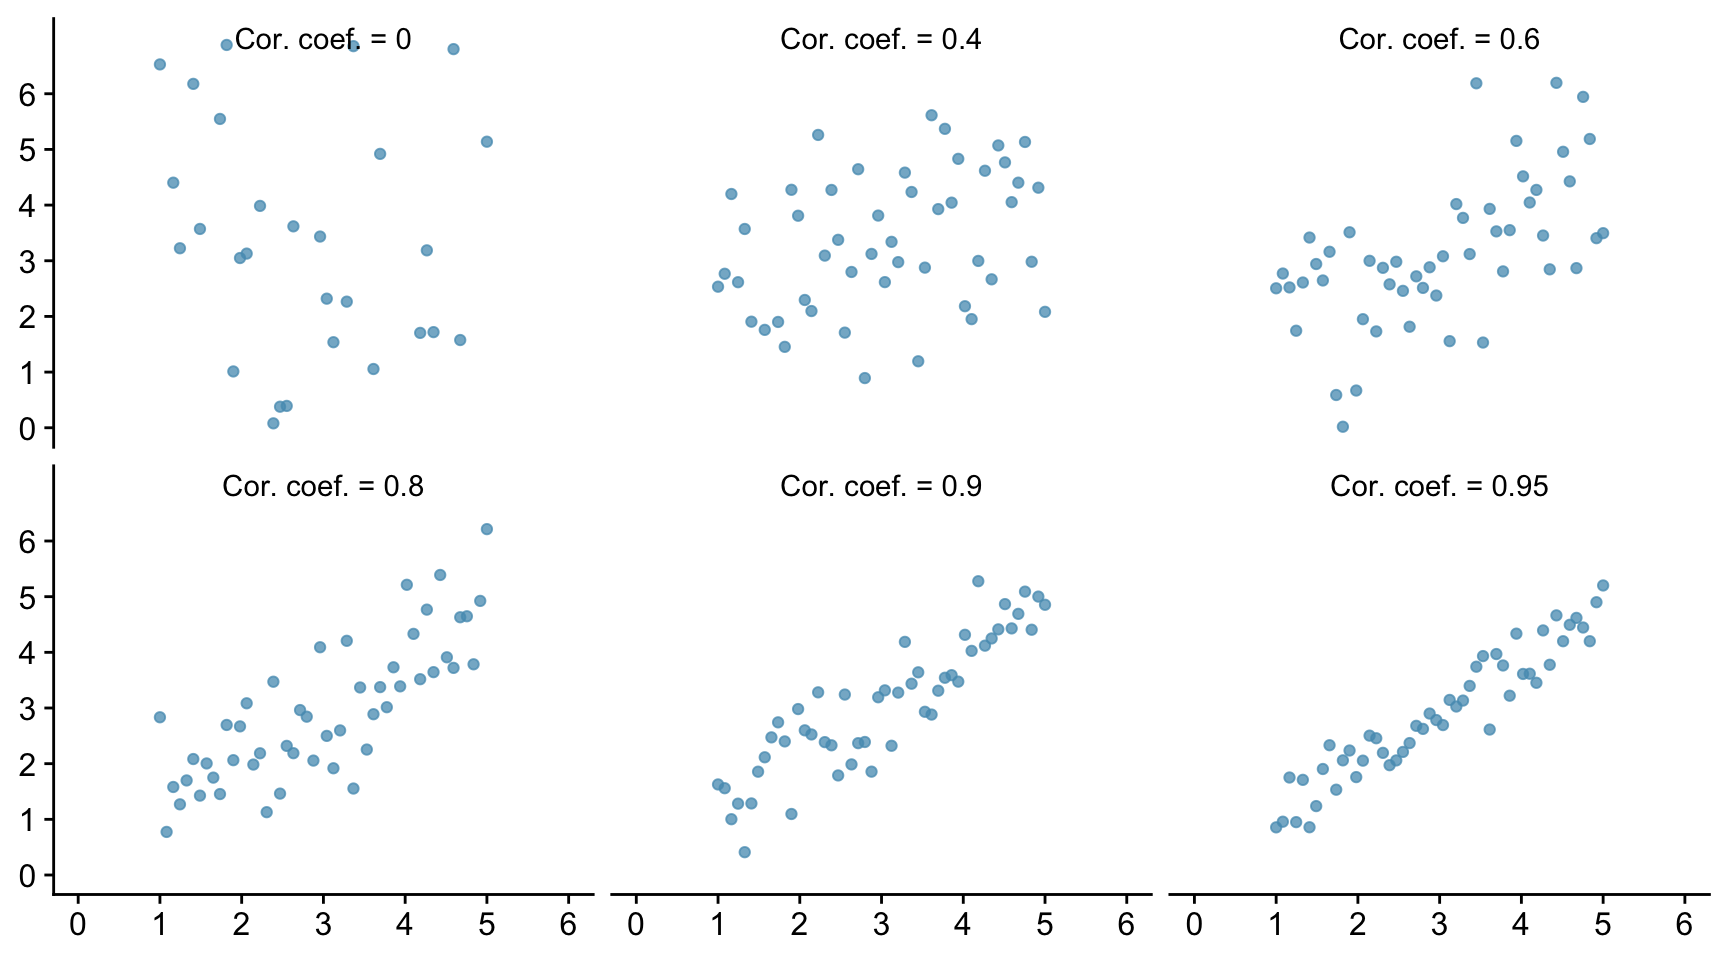 Cor. coef. = 0
Cor. coef. = 0.4
Cor. coef. = 0.6
6
5
4
3
2
1
0
Cor. coef. = 0.8
Cor. coef. = 0.9
Cor. coef. = 0.95
6
5
4
3
2
1
0
0 1 2 3 4 5 6
0 1 2 3 4 5 6
0 1 2 3 4 5 6